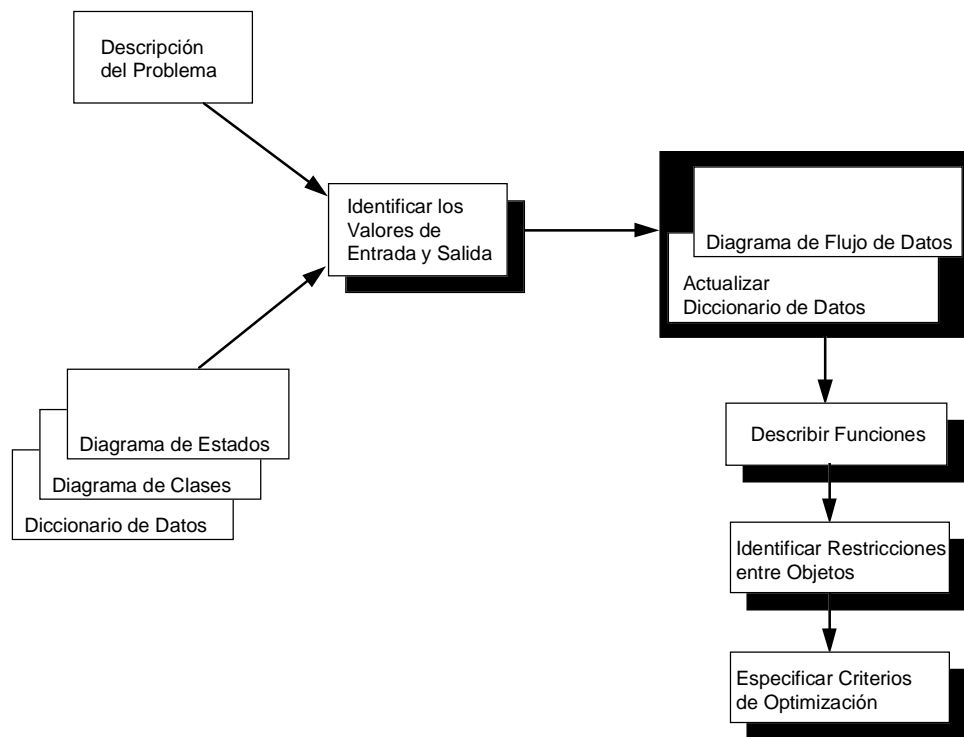 Descripción
del Problema
Identificar los
Valores de
Entrada y Salida
Diagrama de Flujo de Datos
Actualizar
Diccionario de Datos
Diagrama de Estados
Diagrama de Clases
Diccionario de Datos
Describir Funciones
Identificar Restricciones
entre Objetos
Especificar Criterios
de Optimización